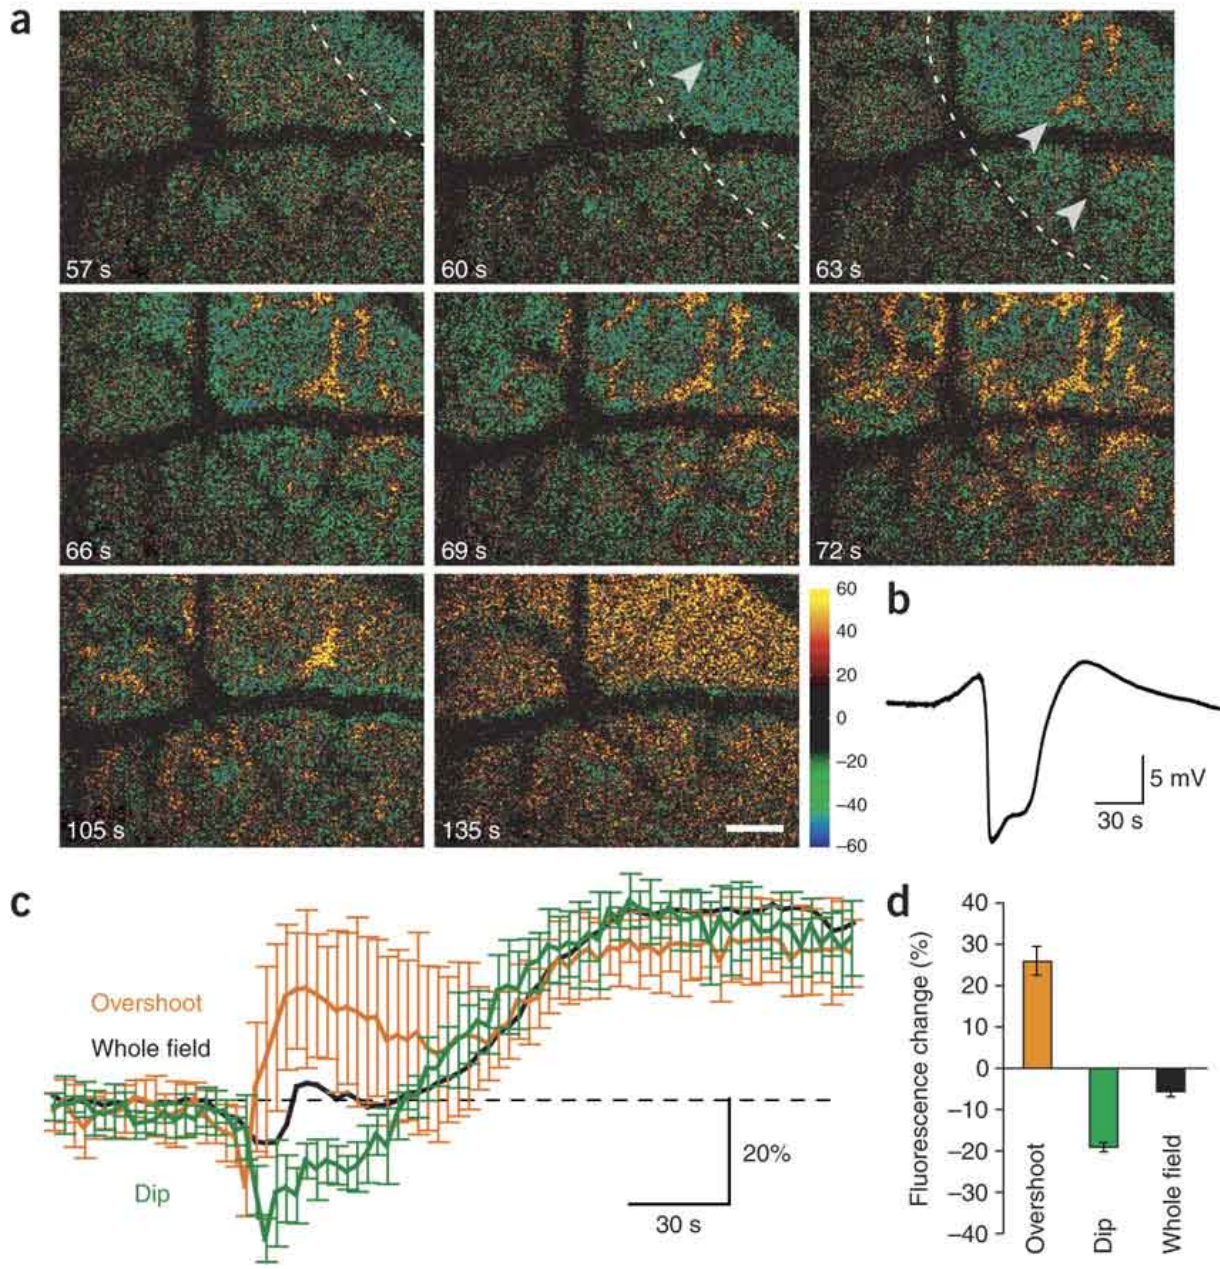 a
57 s
60 s
63 s
66 s
69 s
72 s
105 s
135 s
60
40
20
0
–20
–40
–60
b
5 mV
30 s
c
Overshoot
Whole field
Dip
20%
30 s
d
Fluorescence change (%)
40
30
20
10
0
–10
–20
–30
–40
Overshoot
Dip
Whole field